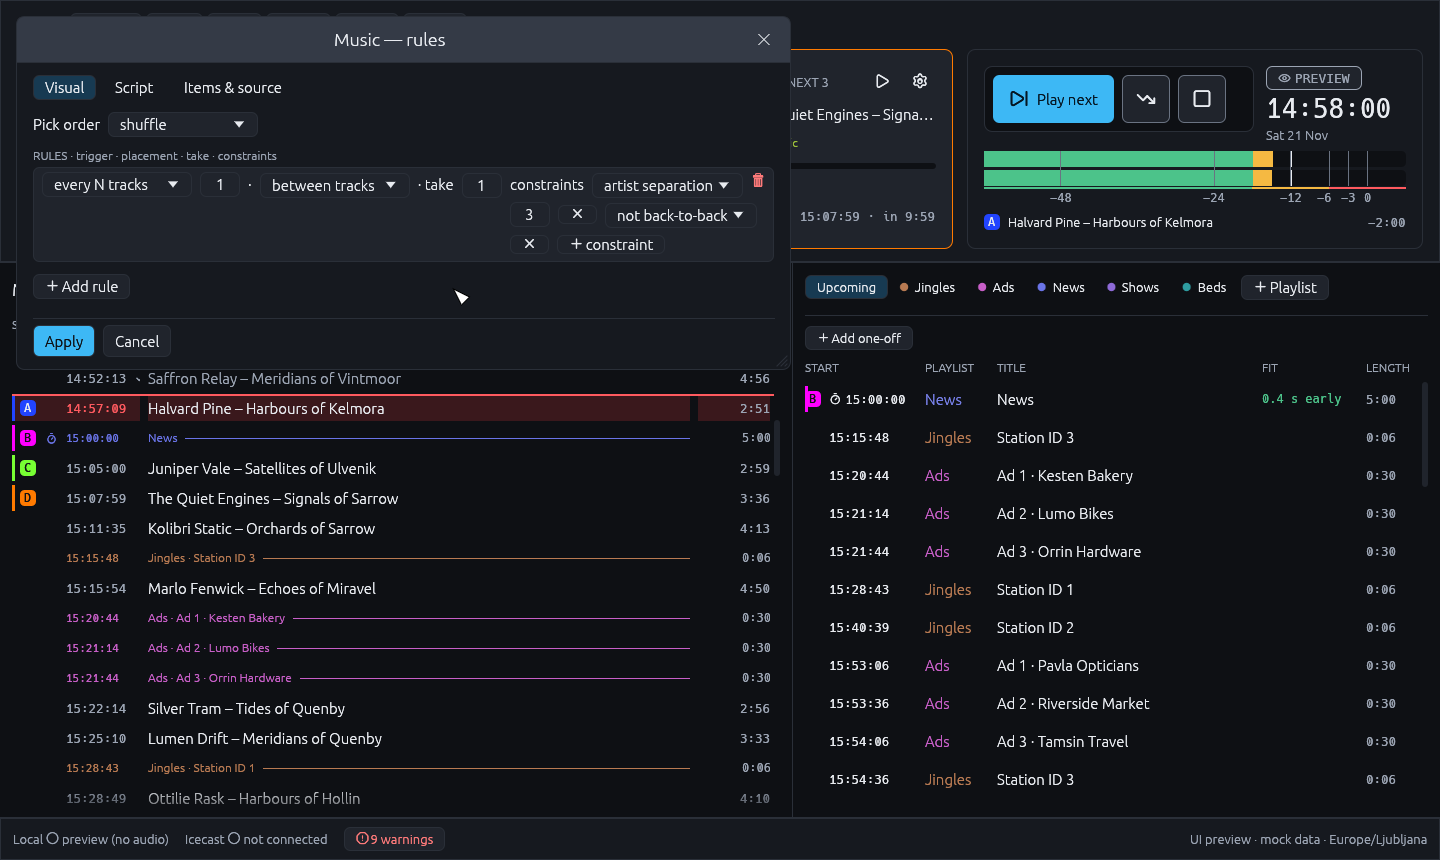 Music — rules
Visual Script Items & source
Pick order shuffle
RULES · trigger · placement · take · constraints
every N tracks 1 · between tracks · take 1 constraints artist separation
3 × not back-to-back
× + constraint
+ Add rule
Apply Cancel
NEXT 3
uiet Engines – Signa…
c
15:07:59 · in 9:59
Play next
PREVIEW
14:58:00
Sat 21 Nov
−48 −24 −12 −6 −3 0
A Halvard Pine – Harbours of Kelmora −2:00
14:52:13 Saffron Relay – Meridians of Vintmoor 4:56
A 14:57:09 Halvard Pine – Harbours of Kelmora 2:51
B 15:00:00 News 5:00
C 15:05:00 Juniper Vale – Satellites of Ulvenik 2:59
D 15:07:59 The Quiet Engines – Signals of Sarrow 3:36
15:11:35 Kolibri Static – Orchards of Sarrow 4:13
15:15:48 Jingles · Station ID 3 0:06
15:15:54 Marlo Fenwick – Echoes of Miravel 4:50
15:20:44 Ads · Ad 1 · Kesten Bakery 0:30
15:21:14 Ads · Ad 2 · Lumo Bikes 0:30
15:21:44 Ads · Ad 3 · Orrin Hardware 0:30
15:22:14 Silver Tram – Tides of Quenby 2:56
15:25:10 Lumen Drift – Meridians of Quenby 3:33
15:28:43 Jingles · Station ID 1 0:06
15:28:49 Ottilie Rask – Harbours of Hollin 4:10
Upcoming Jingles Ads News Shows Beds + Playlist
+ Add one-off
START PLAYLIST TITLE FIT LENGTH
B 15:00:00 News News 0.4 s early 5:00
15:15:48 Jingles Station ID 3 0:06
15:20:44 Ads Ad 1 · Kesten Bakery 0:30
15:21:14 Ads Ad 2 · Lumo Bikes 0:30
15:21:44 Ads Ad 3 · Orrin Hardware 0:30
15:28:43 Jingles Station ID 1 0:06
15:40:39 Jingles Station ID 2 0:06
15:53:06 Ads Ad 1 · Pavla Opticians 0:30
15:53:36 Ads Ad 2 · Riverside Market 0:30
15:54:06 Ads Ad 3 · Tamsin Travel 0:30
15:54:36 Jingles Station ID 3 0:06
Local preview (no audio) Icecast not connected 9 warnings
UI preview · mock data · Europe/Ljubljana